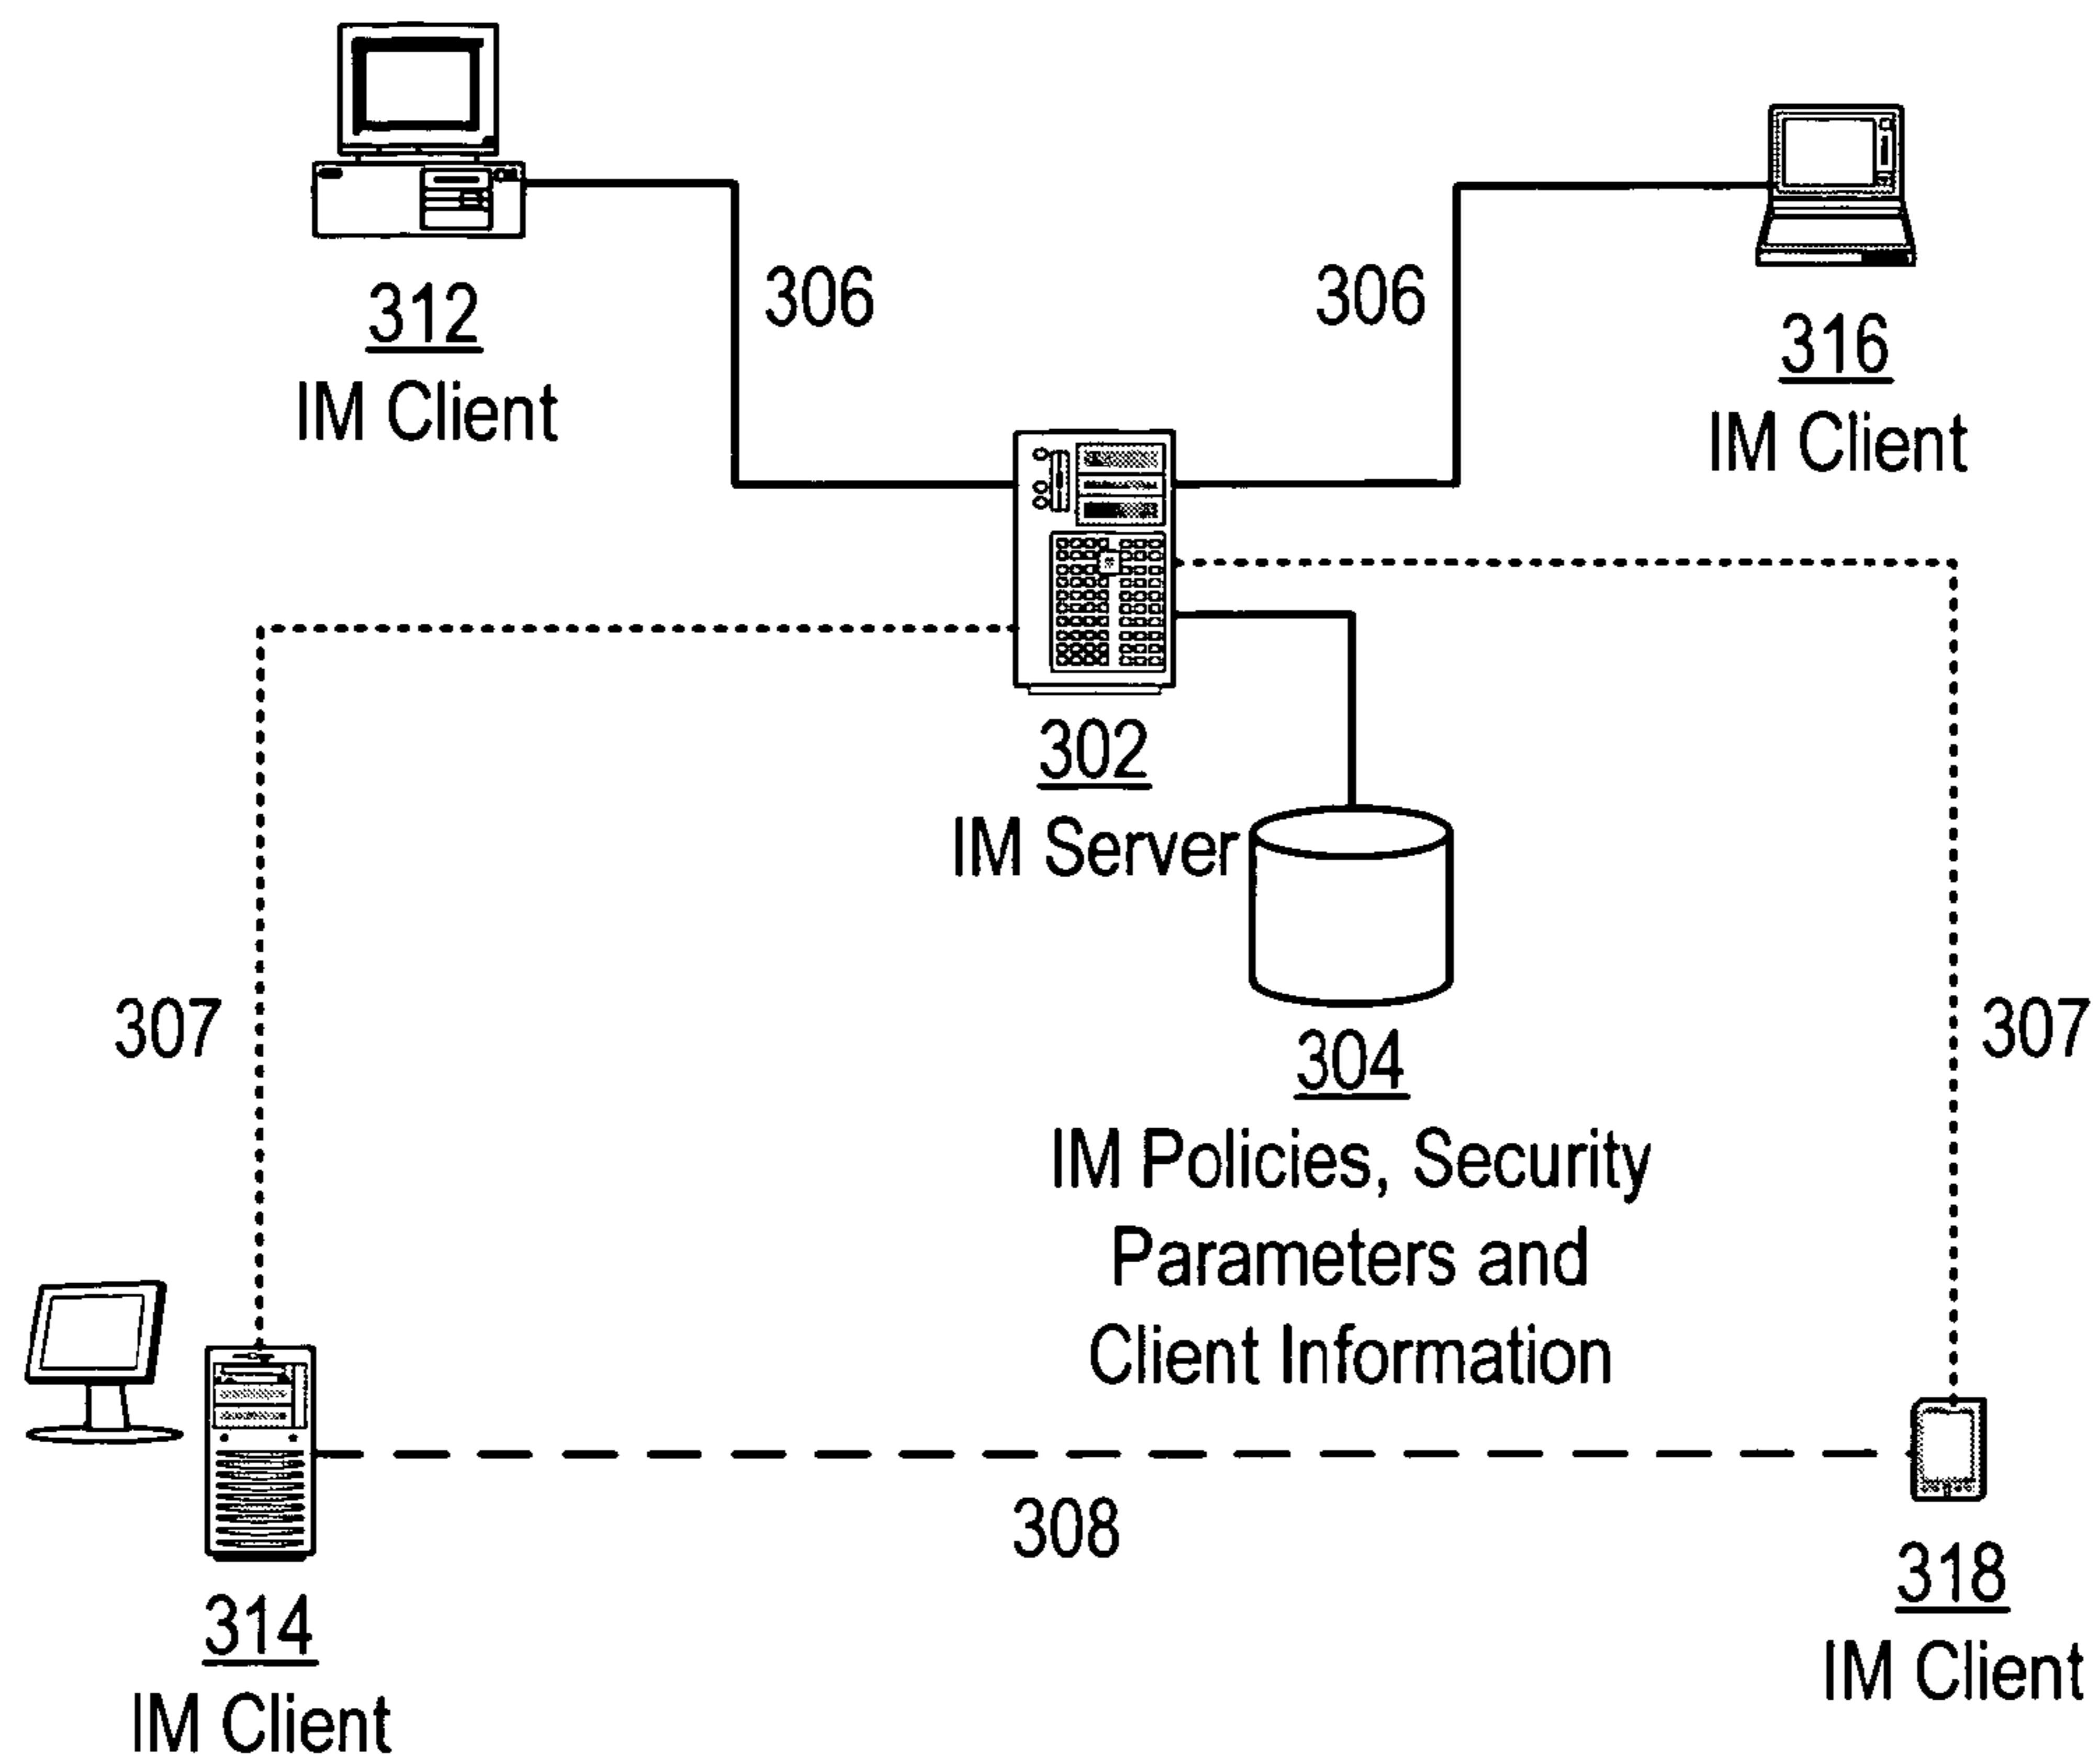 312
IM Client
306
306
316
IM Client
302
IM Server
307
307
304
IM Policies, Security
Parameters and
Client Information
308
314
IM Client
318
IM Client